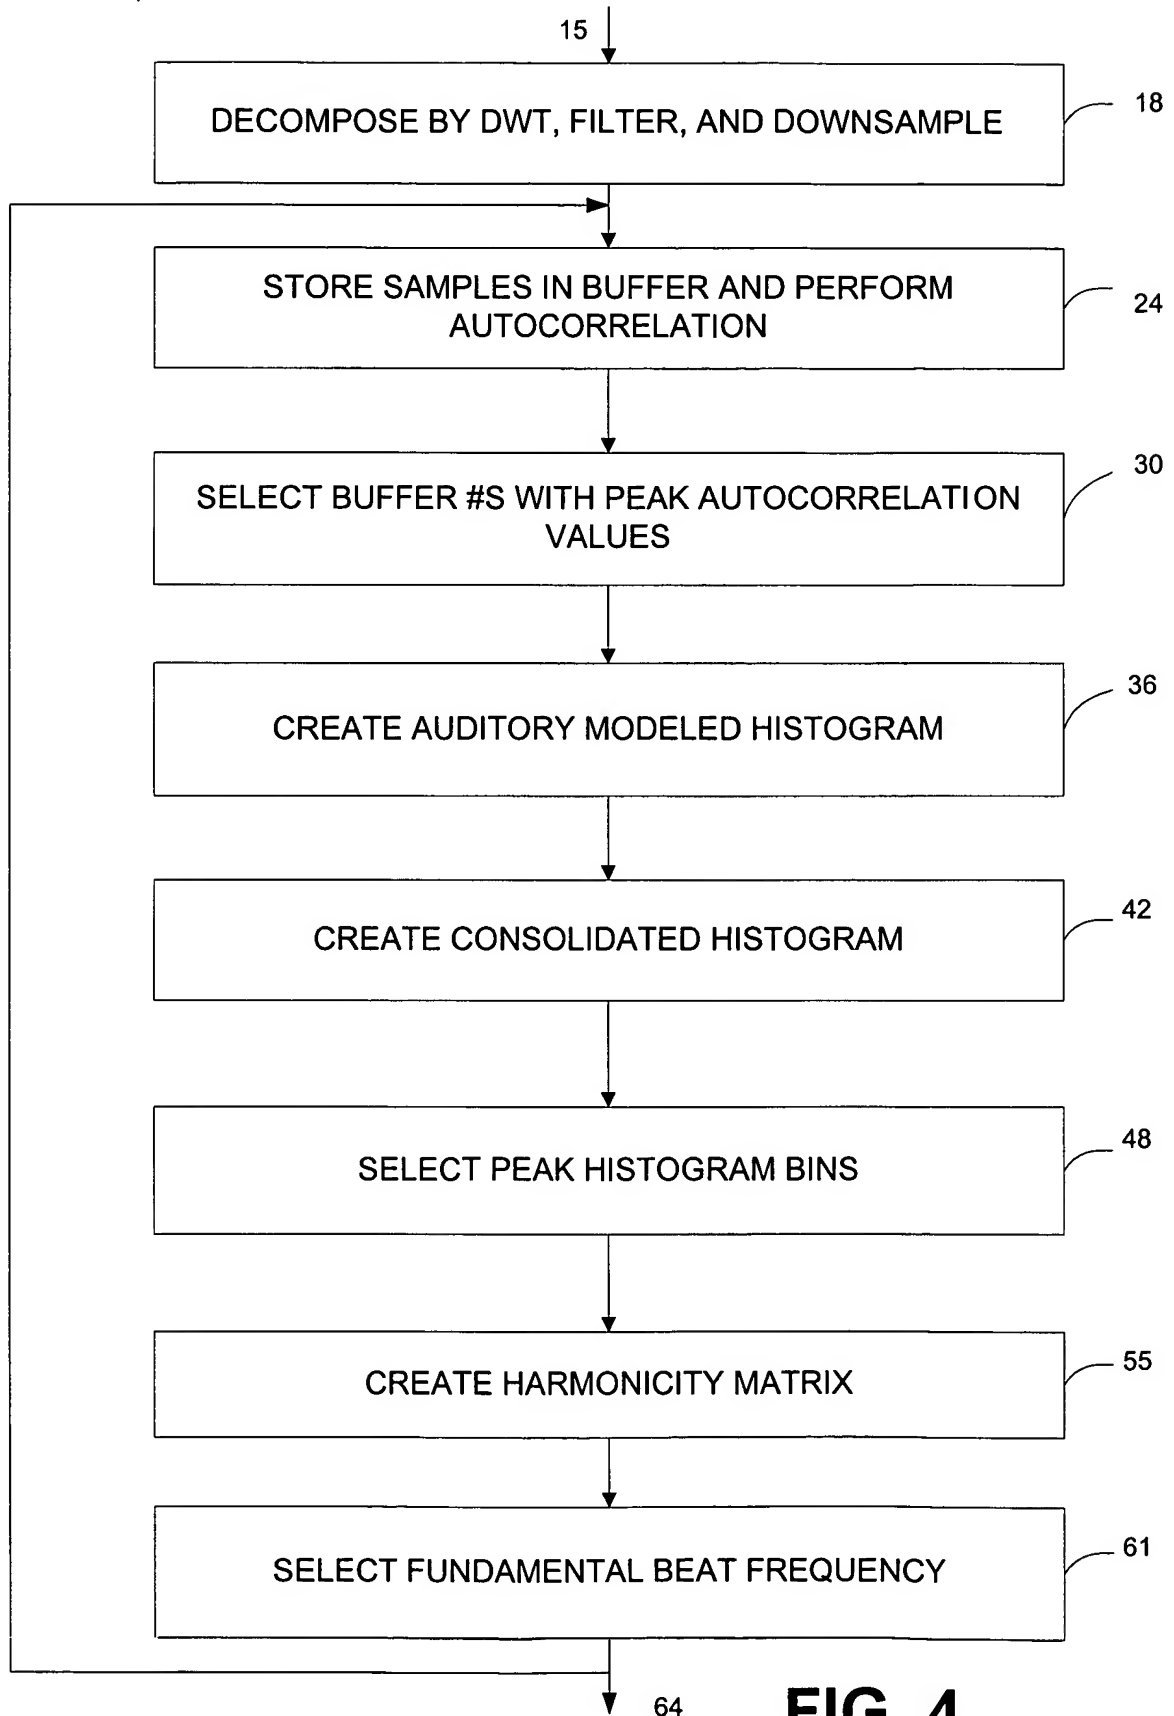 15
DECOMPOSE BY DWT, FILTER, AND DOWNSAMPLE
18
STORE SAMPLES IN BUFFER AND PERFORM
AUTOCORRELATION
24
SELECT BUFFER #S WITH PEAK AUTOCORRELATION
VALUES
30
CREATE AUDITORY MODELED HISTOGRAM
36
CREATE CONSOLIDATED HISTOGRAM
42
SELECT PEAK HISTOGRAM BINS
48
CREATE HARMONICITY MATRIX
55
SELECT FUNDAMENTAL BEAT FREQUENCY
61
64
FIG. 4